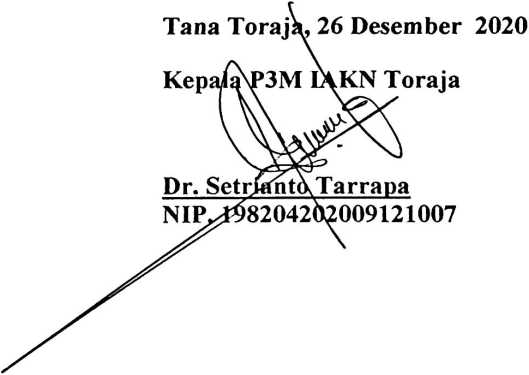 Tana Toraja, 26 Desember 2020
Kepala P3M IAKN Toraja
Dr. Setrianto Tarrapa
NIP. 198204202009121007